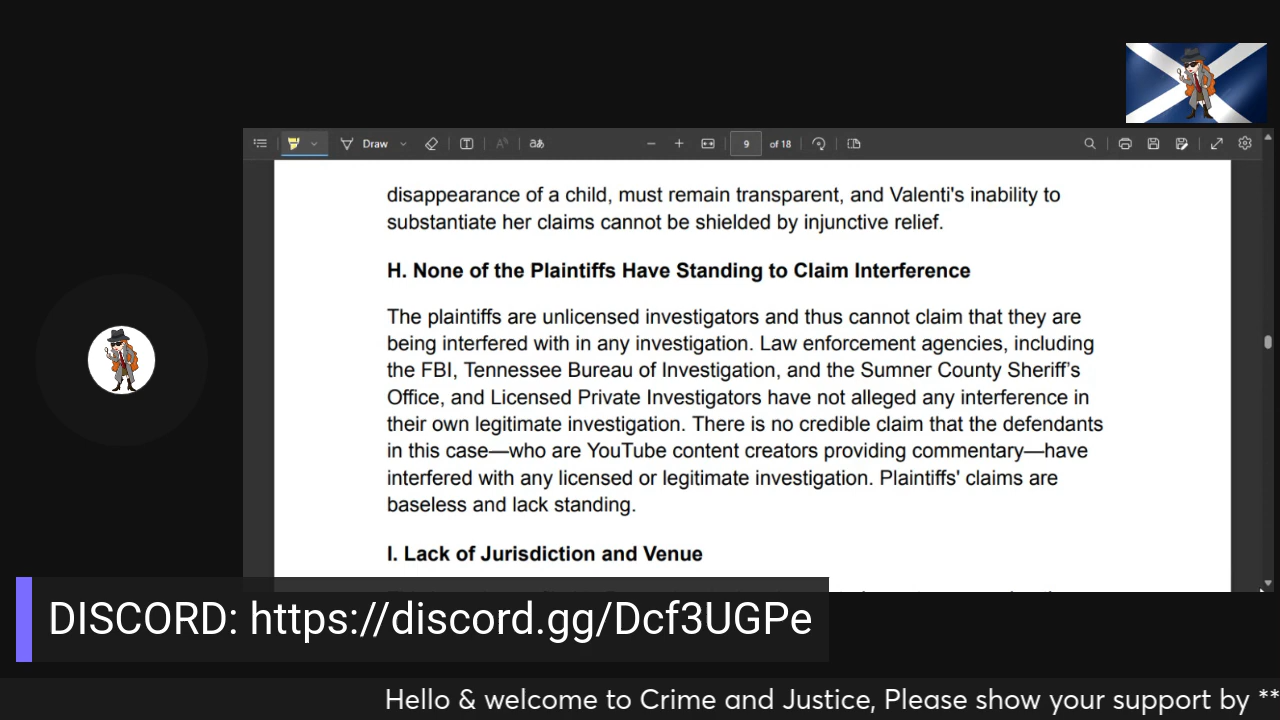 Draw
9 of 18
disappearance of a child, must remain transparent, and Valenti's inability to
substantiate her claims cannot be shielded by injunctive relief.
H. None of the Plaintiffs Have Standing to Claim Interference
The plaintiffs are unlicensed investigators and thus cannot claim that they are
being interfered with in any investigation. Law enforcement agencies, including
the FBI, Tennessee Bureau of Investigation, and the Sumner County Sheriff's
Office, and Licensed Private Investigators have not alleged any interference in
their own legitimate investigation. There is no credible claim that the defendants
in this case—who are YouTube content creators providing commentary—have
interfered with any licensed or legitimate investigation. Plaintiffs' claims are
baseless and lack standing.
I. Lack of Jurisdiction and Venue
DISCORD: https://discord.gg/Dcf3UGPe
Hello & welcome to Crime and Justice, Please show your support by **